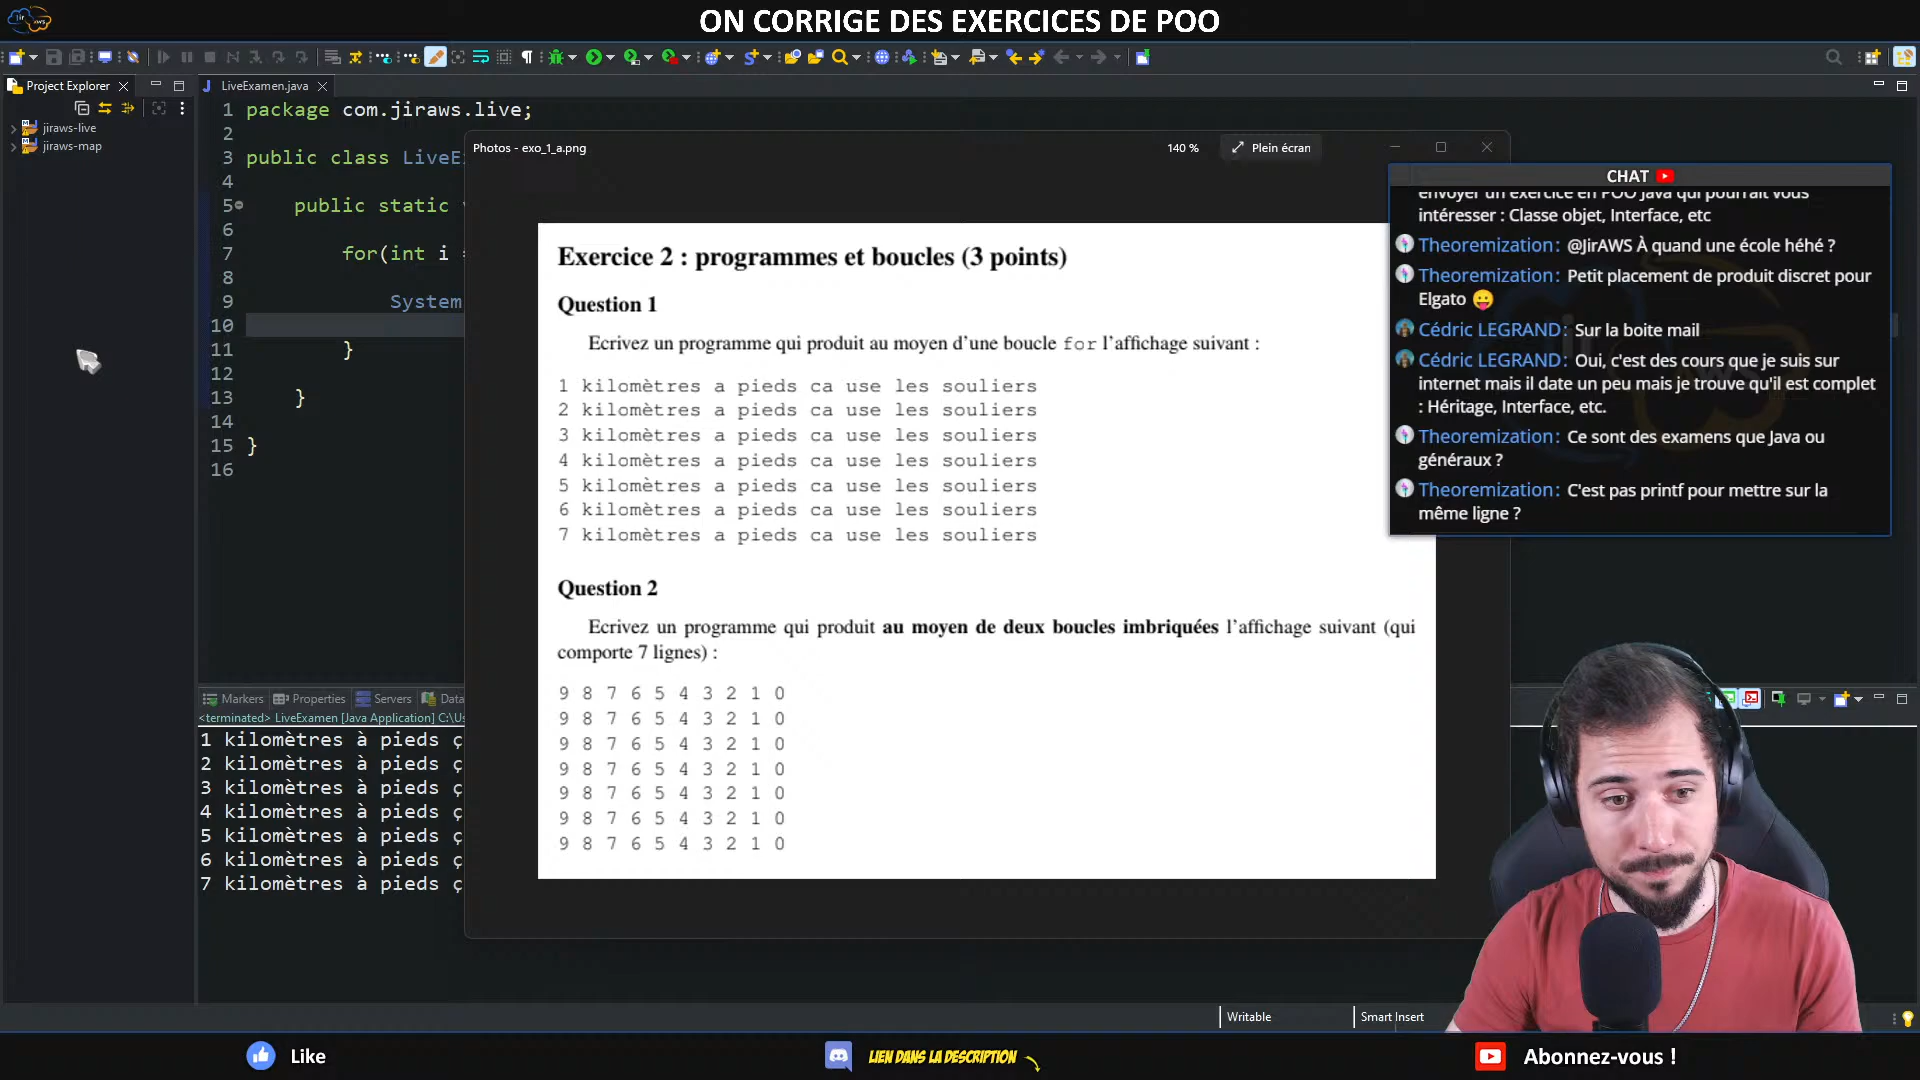 ON CORRIGE DES EXERCICES DE POO
Project Explorer
LiveExamen.java
jiraws-live
jiraws-map
1 package com.jiraws.live;
2
3 public class LiveEx
4
5 public static
6
7 for(int i
8
9 System
10
11 }
12
13 }
14
15 }
16
Photos - exo_1_a.png
140 %
Plein écran
Exercice 2 : programmes et boucles (3 points)
Question 1
Ecrivez un programme qui produit au moyen d'une boucle for l'affichage suivant :
1 kilomètres a pieds ca use les souliers
2 kilomètres a pieds ca use les souliers
3 kilomètres a pieds ca use les souliers
4 kilomètres a pieds ca use les souliers
5 kilomètres a pieds ca use les souliers
6 kilomètres a pieds ca use les souliers
7 kilomètres a pieds ca use les souliers
Question 2
Ecrivez un programme qui produit au moyen de deux boucles imbriquées l'affichage suivant (qui
comporte 7 lignes) :
9 8 7 6 5 4 3 2 1 0
9 8 7 6 5 4 3 2 1 0
9 8 7 6 5 4 3 2 1 0
9 8 7 6 5 4 3 2 1 0
9 8 7 6 5 4 3 2 1 0
9 8 7 6 5 4 3 2 1 0
9 8 7 6 5 4 3 2 1 0
CHAT
envoyer un exercice en POO java qui pourrait vous
intéresser : Classe objet, Interface, etc
Theoremization: @JirAWS À quand une école héhé ?
Theoremization: Petit placement de produit discret pour
Elgato 😛
Cédric LEGRAND: Sur la boite mail
Cédric LEGRAND: Oui, c'est des cours que je suis sur
internet mais il date un peu mais je trouve qu'il est complet
: Héritage, Interface, etc.
Theoremization: Ce sont des examens que Java ou
généraux ?
Theoremization: C'est pas printf pour mettre sur la
même ligne ?
Markers
Properties
Servers
Data
<terminated> LiveExamen [Java Application] C:\Us
1 kilomètres à pieds ç
2 kilomètres à pieds ç
3 kilomètres à pieds ç
4 kilomètres à pieds ç
5 kilomètres à pieds ç
6 kilomètres à pieds ç
7 kilomètres à pieds ç
Writable
Smart Insert
Like
LIEN DANS LA DESCRIPTION
Abonnez-vous !